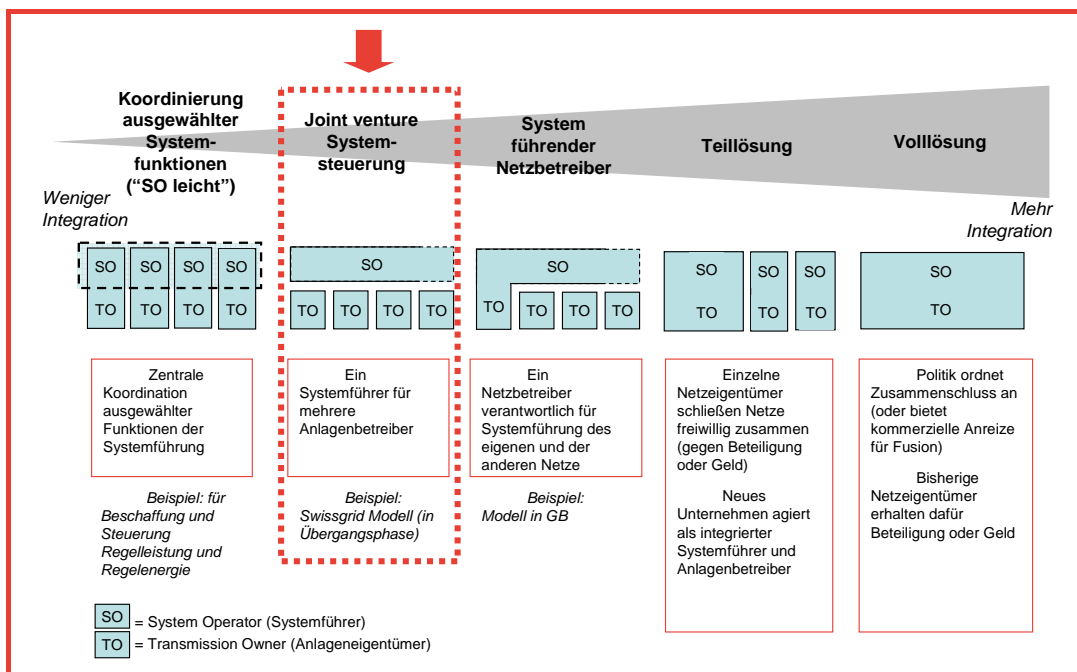 Koordinierung
ausgewählter
System-
funktionen
(“SO leicht”)
Joint venture
System-
steuerung
System
führender
Netzbetreiber
Teillösung
Volllösung
Weniger
Integration
Mehr
Integration
SO SO SO SO
TO TO TO TO
SO
TO TO TO TO
SO
TO TO TO TO
SO SO SO
TO TO TO
SO
TO
Zentrale
Koordination
ausgewählter
Funktionen der
Systemführung
Beispiel: für
Beschaffung und
Steuerung
Regelleistung und
Regelenergie
Ein
Systemführer für
mehrere
Anlagenbetreiber
Beispiel:
Swissgrid Modell (in
Übergangsphase)
Ein
Netzbetreiber
verantwortlich für
Systemführung des
eigenen und der
anderen Netze
Beispiel:
Modell in GB
Einzelne
Netzeigentümer
schließen Netze
freiwillig zusammen
(gegen Beteiligung
oder Geld)
Neues
Unternehmen agiert
als integrierter
Systemführer und
Anlagenbetreiber
Politik ordnet
Zusammenschluss an
(oder bietet
kommerzielle Anreize
für Fusion)
Bisherige
Netzeigentümer
erhalten dafür
Beteiligung oder Geld
SO = System Operator (Systemführer)
TO = Transmission Owner (Anlageneigentümer)